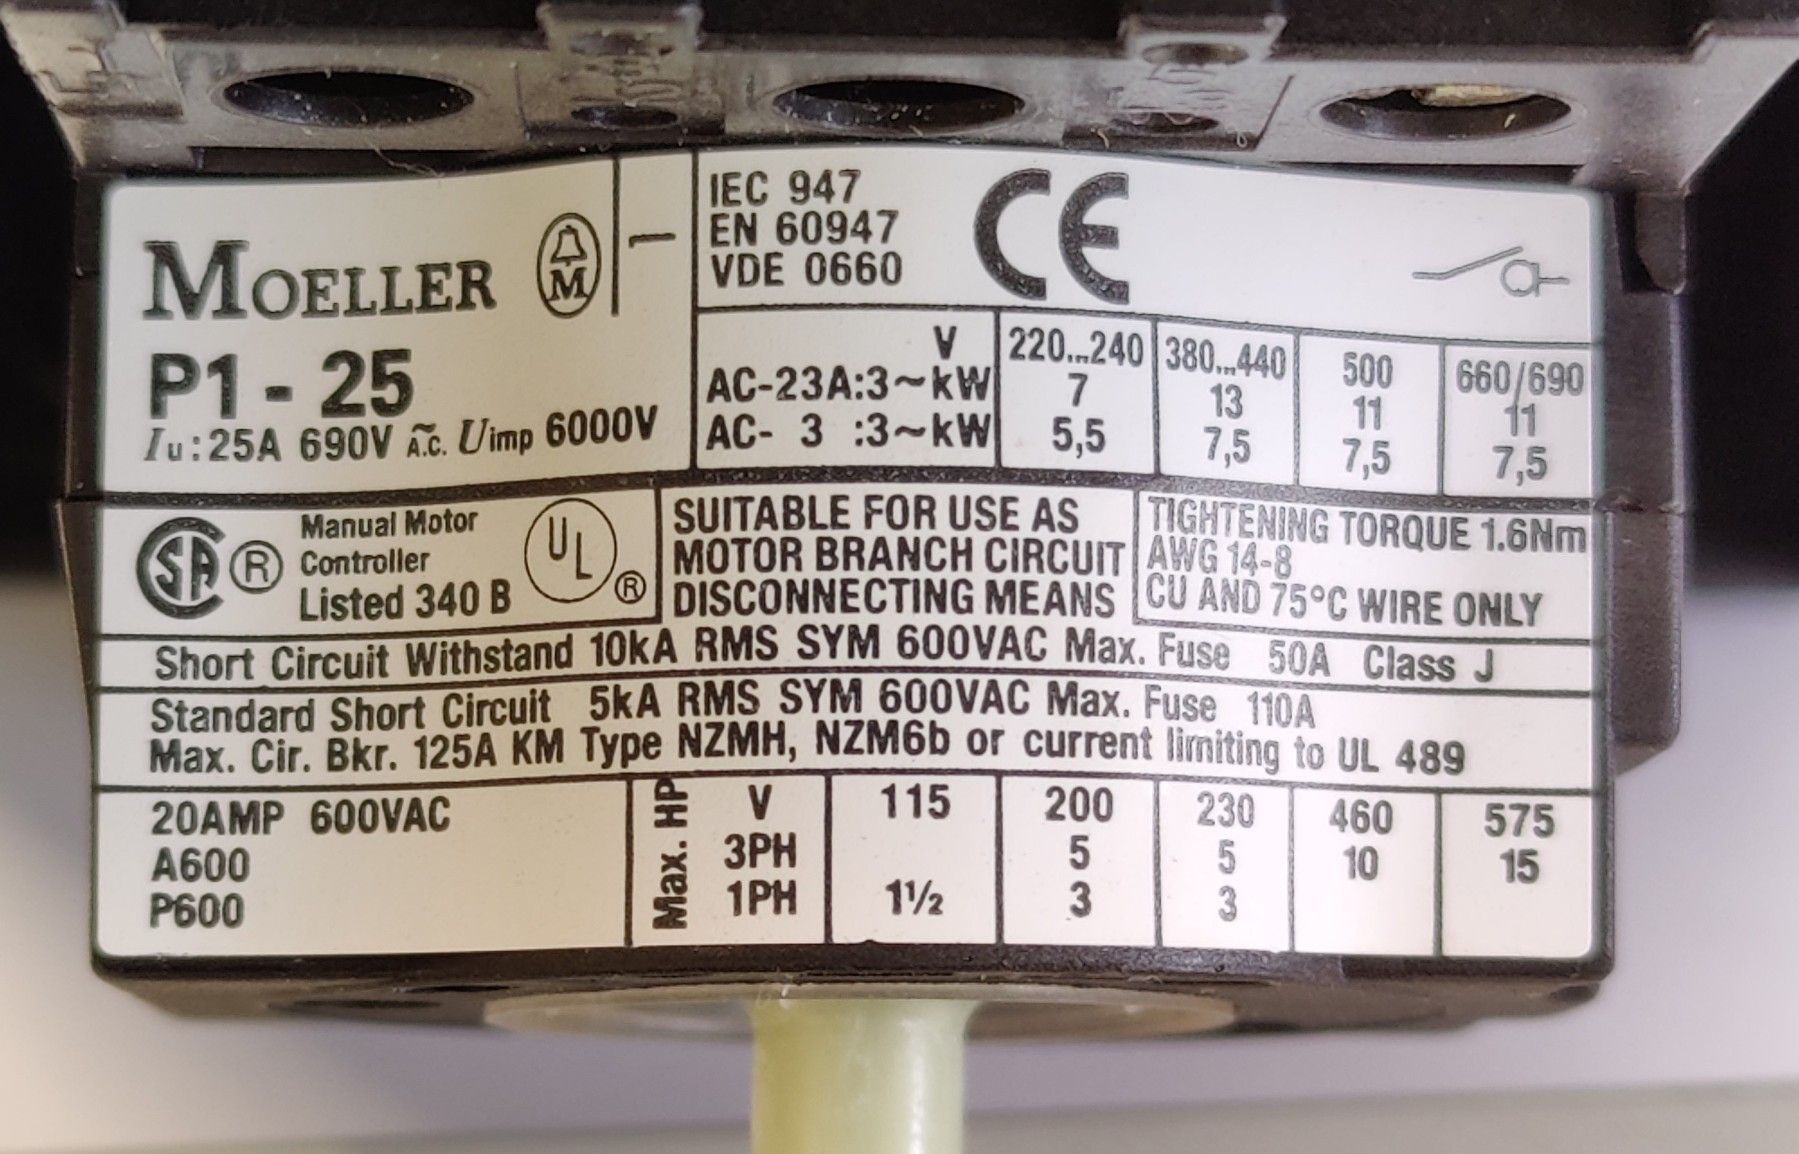 MOELLER
M
I
P1 - 25
Iu: 25A 690V A.C. Uimp 6000V
IEC 947
EN 60947
VDE 0660
CE
V 220...240 380...440 500 660/690
AC-23A:3~kW 7 13 11 11
AC- 3 :3~kW 5,5 7,5 7,5 7,5
SA ®
Manual Motor
Controller
Listed 340 B
UL ®
SUITABLE FOR USE AS
MOTOR BRANCH CIRCUIT
DISCONNECTING MEANS
TIGHTENING TORQUE 1.6Nm
AWG 14-8
CU AND 75°C WIRE ONLY
Short Circuit Withstand 10kA RMS SYM 600VAC Max. Fuse 50A Class J
Standard Short Circuit 5kA RMS SYM 600VAC Max. Fuse 110A
Max. Cir. Bkr. 125A KM Type NZMH, NZM6b or current limiting to UL 489
20AMP 600VAC
A600
P600
Max. HP
V 115 200 230 460 575
3PH 5 5 10 15
1PH 1½ 3 3